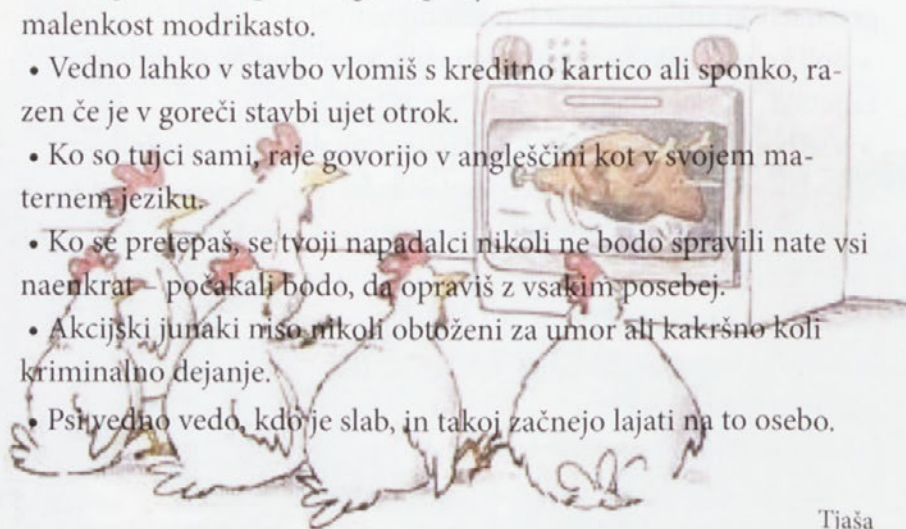 malenkost modrikasto.
• Vedno lahko v stavbo vlomiš s kreditno kartico ali sponko, ra-
zen če je v goreči stavbi ujet otrok.
• Ko so tujci sami, raje govorijo v angleščini kot v svojem ma-
ternem jeziku.
• Ko se pretepaš, se tvoji napadalci nikoli ne bodo spravili nate vsi
naenkrat – počakali bodo, da opraviš z vsakim posebej.
• Akcijski junaki niso nikoli obtoženi za umor ali kakršno koli
kriminalno dejanje.
• Psi vedno vedo, kdo je slab, in takoj začnejo lajati na to osebo.
Tjaša